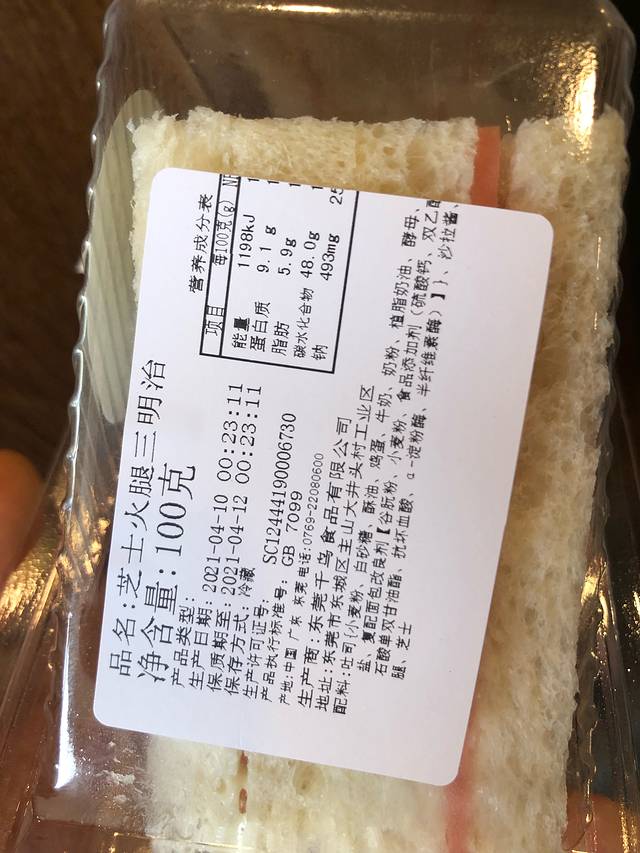 品名:芝士火腿三明治
净含量:100克
产品类型:
生产日期:2021-04-10 00:23:11
保质期至:2021-04-12 00:23:11
保存方式:冷藏
生产许可证号: SC12444190006730
产品执行标准号: GB 7099
产地:中国 广东 东莞 电话:0769-22080600
生产商:东莞千鸟食品有限公司
地址:东莞市东城区主山大井头村工业区
配料:吐司{小麦粉、白砂糖、酥油、鸡蛋、牛奶、奶粉、植脂奶油、酵母、
盐、复配面包改良剂【谷朊粉、小麦粉、食品添加剂(硫酸钙、双乙酰
石酸单双甘油酯、抗坏血酸、α-淀粉酶、半纤维素酶)】}、沙拉酱、
腿、芝士
营养成分表
项目 每100克(g)
能量 1198kJ
蛋白质 9.1 g
脂肪 5.9g
碳水化合物 48.0g
钠 493mg 25